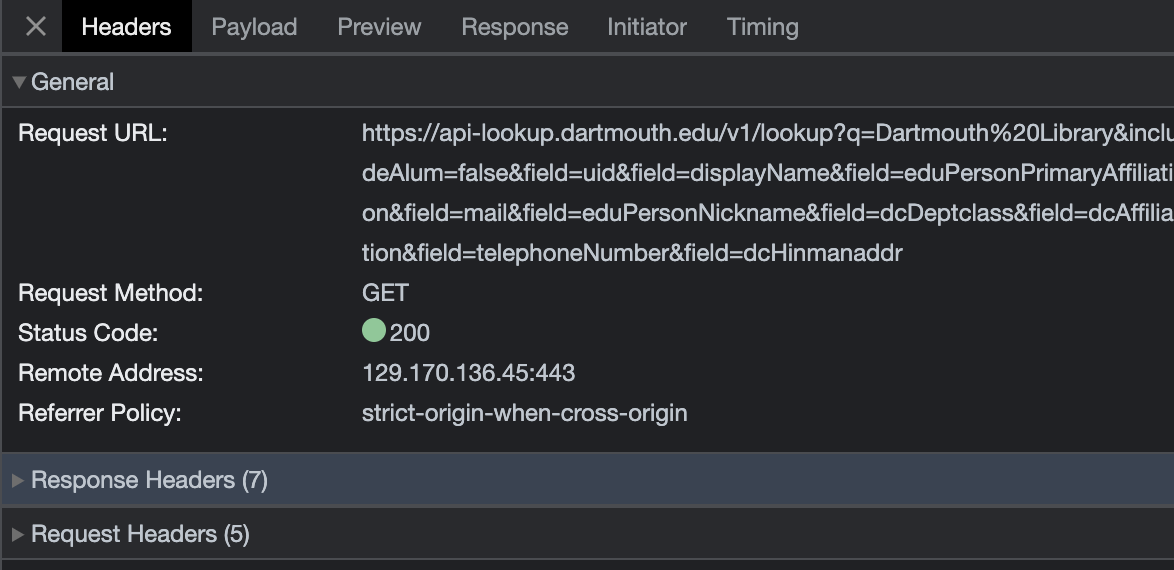 Headers Payload Preview Response Initiator Timing
General
Request URL: https://api-lookup.dartmouth.edu/v1/lookup?q=Dartmouth%20Library&inclu
deAlum=false&field=uid&field=displayName&field=eduPersonPrimaryAffiliati
on&field=mail&field=eduPersonNickname&field=dcDeptclass&field=dcAffilia
tion&field=telephoneNumber&field=dcHinmanaddr
Request Method: GET
Status Code: 200
Remote Address: 129.170.136.45:443
Referrer Policy: strict-origin-when-cross-origin
Response Headers (7)
Request Headers (5)